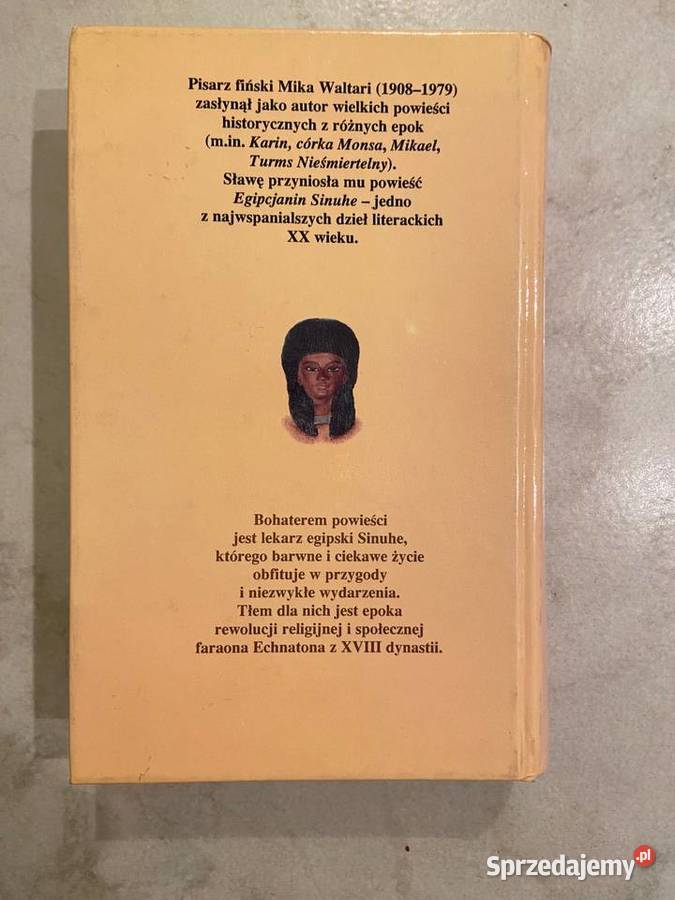 Pisarz fiński Mika Waltari (1908–1979)
zasłynął jako autor wielkich powieści
historycznych z różnych epok
(m.in. Karin, córka Monsa, Mikael,
Turms Nieśmiertelny).
Sławę przyniosła mu powieść
Egipcjanin Sinuhe – jedno
z najwspanialszych dzieł literackich
XX wieku.
Bohaterem powieści
jest lekarz egipski Sinuhe,
którego barwne i ciekawe życie
obfituje w przygody
i niezwykłe wydarzenia.
Tłem dla nich jest epoka
rewolucji religijnej i społecznej
faraona Echnatona z XVIII dynastii.
Sprzedajemy.pl